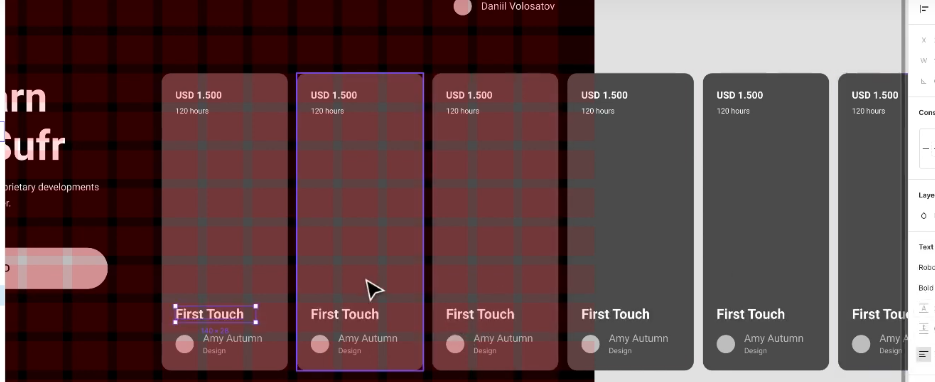 Daniil Volosatov
arn
Sufr
prietary developments
r.
USD 1.500
120 hours
First Touch
Amy Autumn
Design
USD 1.500
120 hours
First Touch
Amy Autumn
Design
USD 1.500
120 hours
First Touch
Amy Autumn
Design
USD 1.500
120 hours
First Touch
Amy Autumn
Design
USD 1.500
120 hours
First Touch
Amy Autumn
Design
USD 1.500
120 hours
First Tou
Amy Au
Design
X
W
Cons
Laye
Text
Robo
Bold